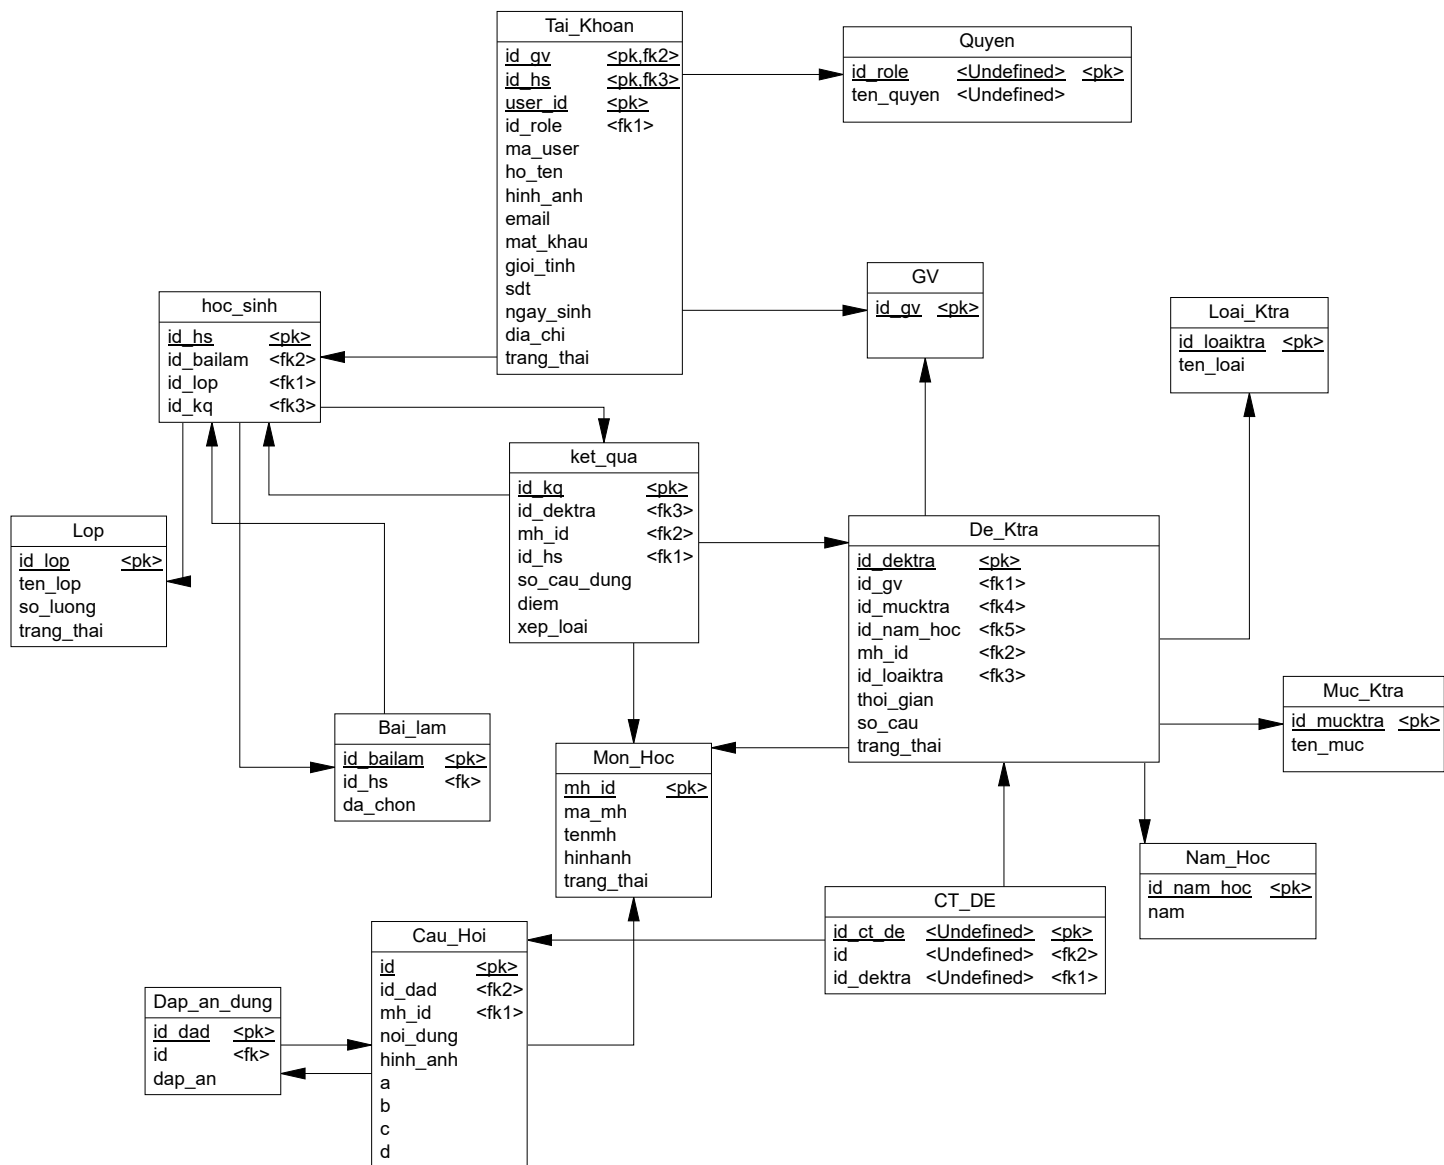 Tai_Khoan
id_gv <pk,fk2>
id_hs <pk,fk3>
user_id <pk>
id_role <fk1>
ma_user
ho_ten
hinh_anh
email
mat_khau
gioi_tinh
sdt
ngay_sinh
dia_chi
trang_thai
Quyen
id_role <Undefined> <pk>
ten_quyen <Undefined>
GV
id_gv <pk>
Loai_Ktra
id_loaiktra <pk>
ten_loai
hoc_sinh
id_hs <pk>
id_bailam <fk2>
id_lop <fk1>
id_kq <fk3>
ket_qua
id_kq <pk>
id_dektra <fk3>
mh_id <fk2>
id_hs <fk1>
so_cau_dung
diem
xep_loai
Lop
id_lop <pk>
ten_lop
so_luong
trang_thai
De_Ktra
id_dektra <pk>
id_gv <fk1>
id_mucktra <fk4>
id_nam_hoc <fk5>
mh_id <fk2>
id_loaiktra <fk3>
thoi_gian
so_cau
trang_thai
Muc_Ktra
id_mucktra <pk>
ten_muc
Bai_lam
id_bailam <pk>
id_hs <fk>
da_chon
Mon_Hoc
mh_id <pk>
ma_mh
tenmh
hinhanh
trang_thai
Nam_Hoc
id_nam_hoc <pk>
nam
CT_DE
id_ct_de <Undefined> <pk>
id <Undefined> <fk2>
id_dektra <Undefined> <fk1>
Cau_Hoi
id <pk>
id_dad <fk2>
mh_id <fk1>
noi_dung
hinh_anh
a
b
c
d
Dap_an_dung
id_dad <pk>
id <fk>
dap_an